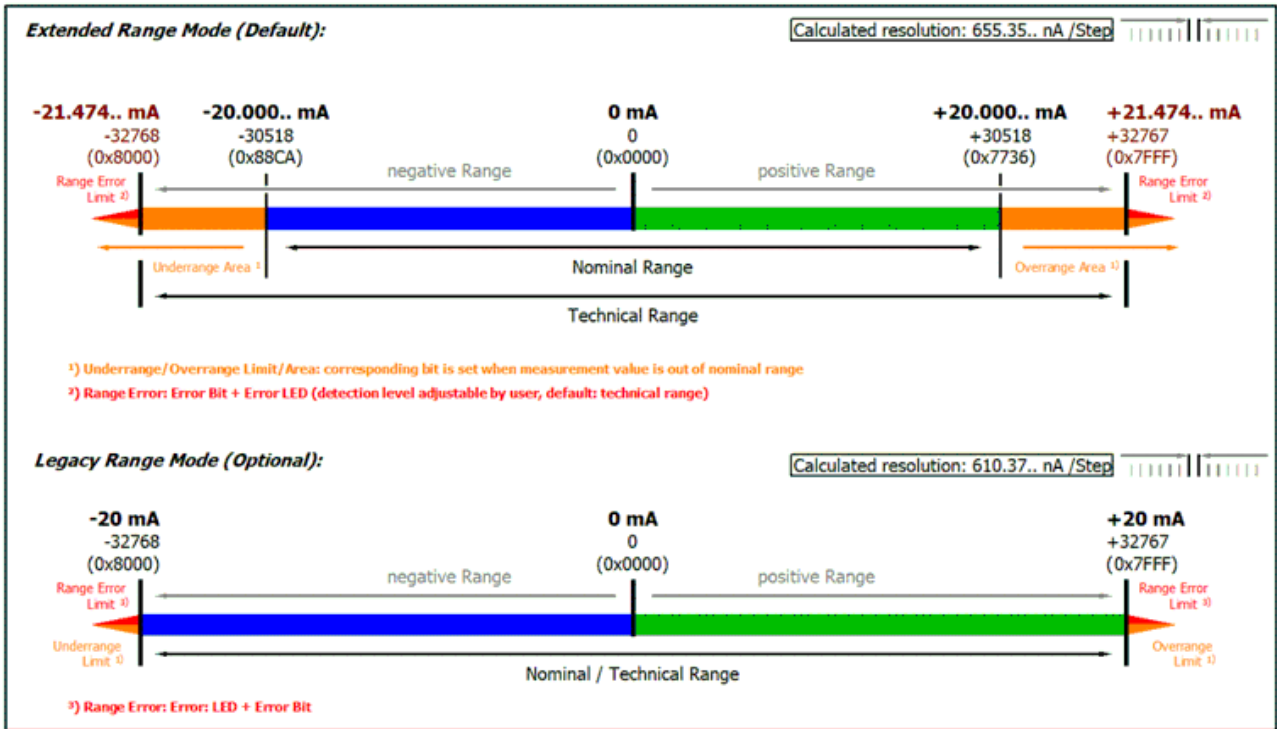 Extended Range Mode (Default):
Calculated resolution: 655.35.. nA /Step
-21.474.. mA
-32768
(0x8000)
-20.000.. mA
-30518
(0x88CA)
0 mA
0
(0x0000)
+20.000.. mA
+30518
(0x7736)
+21.474.. mA
+32767
(0x7FFF)
negative Range
positive Range
Range Error
Limit ²⁾
Range Error
Limit ²⁾
Underrange Area ¹
Nominal Range
Overrange Area ¹⁾
Technical Range
¹) Underrange/Overrange Limit/Area: corresponding bit is set when measurement value is out of nominal range
²) Range Error: Error Bit + Error LED (detection level adjustable by user, default: technical range)
Legacy Range Mode (Optional):
Calculated resolution: 610.37.. nA /Step
-20 mA
-32768
(0x8000)
0 mA
0
(0x0000)
+20 mA
+32767
(0x7FFF)
negative Range
positive Range
Range Error
Limit ³⁾
Range Error
Limit ³⁾
Underrange
Limit ¹⁾
Nominal / Technical Range
Overrange
Limit ¹⁾
³) Range Error: Error: LED + Error Bit